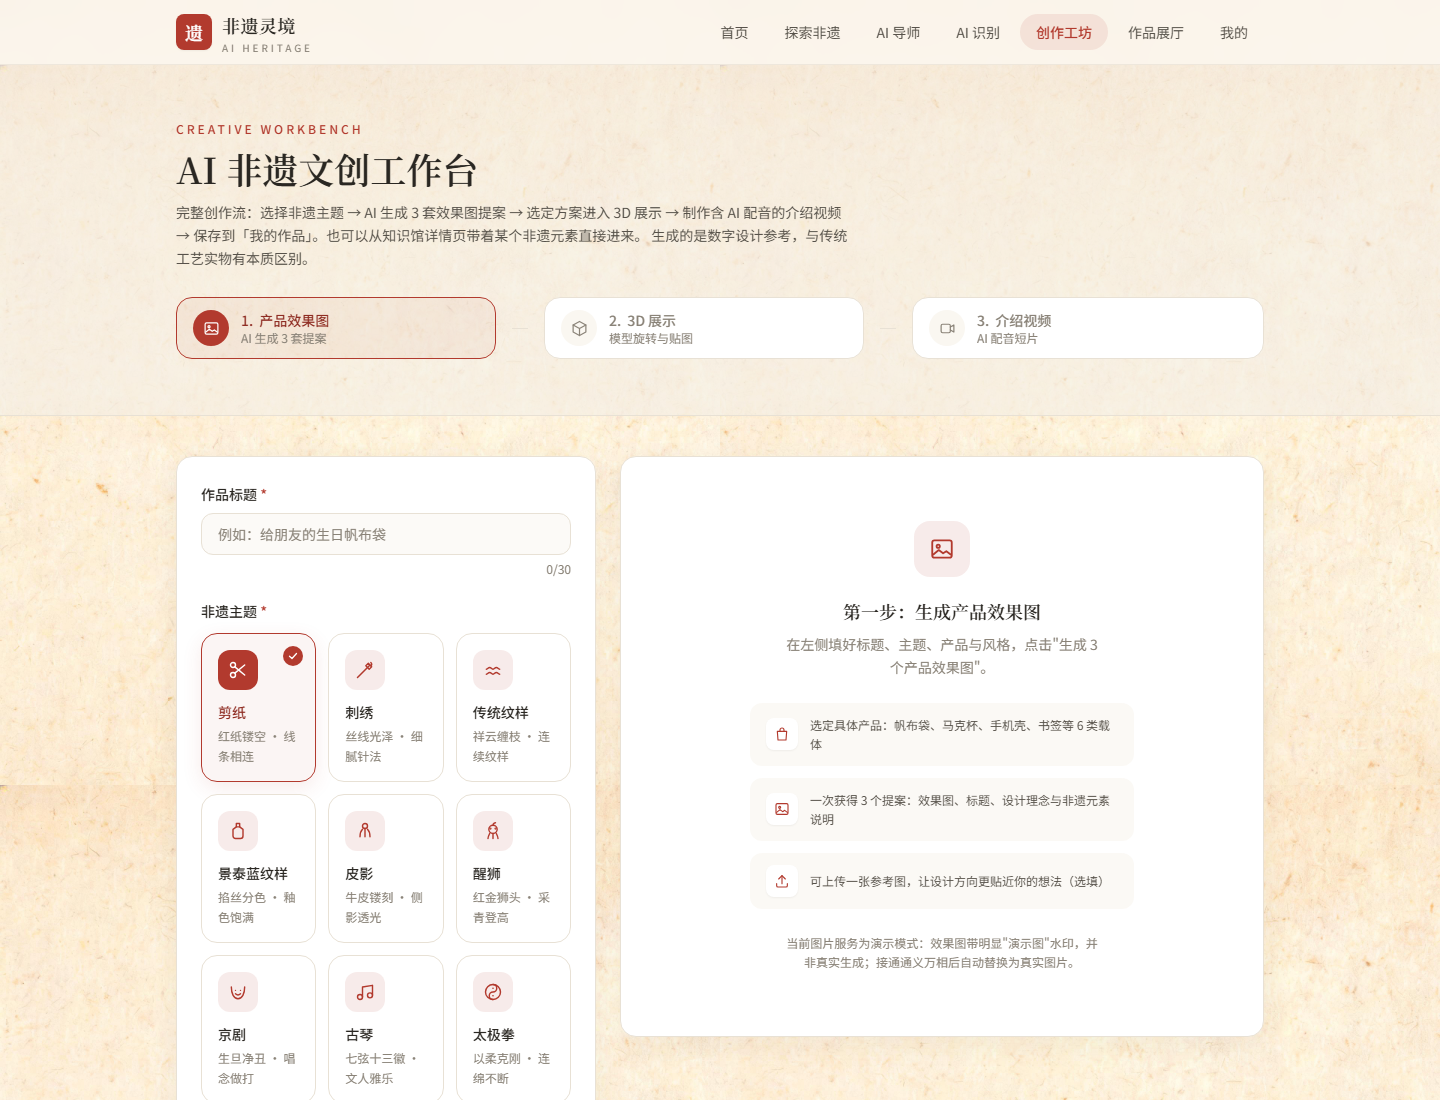 遗
非遗灵境
AI HERITAGE
首页
探索非遗
AI 导师
AI 识别
创作工坊
作品展厅
我的
CREATIVE WORKBENCH
AI 非遗文创工作台
完整创作流：选择非遗主题 → AI 生成 3 套效果图提案 → 选定方案进入 3D 展示 → 制作含 AI 配音的介绍视频
→ 保存到「我的作品」。也可以从知识馆详情页带着某个非遗元素直接进来。 生成的是数字设计参考，与传统
工艺实物有本质区别。
1. 产品效果图
AI 生成 3 套提案
2. 3D 展示
模型旋转与贴图
3. 介绍视频
AI 配音短片
作品标题 *
例如：给朋友的生日帆布袋
0/30
非遗主题 *
剪纸
红纸镂空 · 线
条相连
刺绣
丝线光泽 · 细
腻针法
传统纹样
祥云缠枝 · 连
续纹样
景泰蓝纹样
掐丝分色 · 釉
色饱满
皮影
牛皮镂刻 · 侧
影透光
醒狮
红金狮头 · 采
青登高
京剧
生旦净丑 · 唱
念做打
古琴
七弦十三徽 ·
文人雅乐
太极拳
以柔克刚 · 连
绵不断
第一步：生成产品效果图
在左侧填好标题、主题、产品与风格，点击"生成 3
个产品效果图"。
选定具体产品：帆布袋、马克杯、手机壳、书签等 6 类载
体
一次获得 3 个提案：效果图、标题、设计理念与非遗元素
说明
可上传一张参考图，让设计方向更贴近你的想法（选填）
当前图片服务为演示模式：效果图带明显"演示图"水印，并
非真实生成；接通通义万相后自动替换为真实图片。